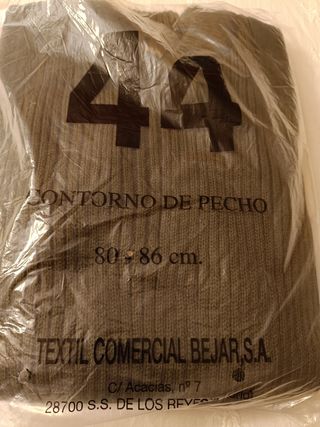 44
CONTORNO DE PECHO
80 - 86 cm.
TEXTIL COMERCIAL BEJAR,S.A.
C/ Acacias, nº 7
28700 S.S. DE LOS REYES